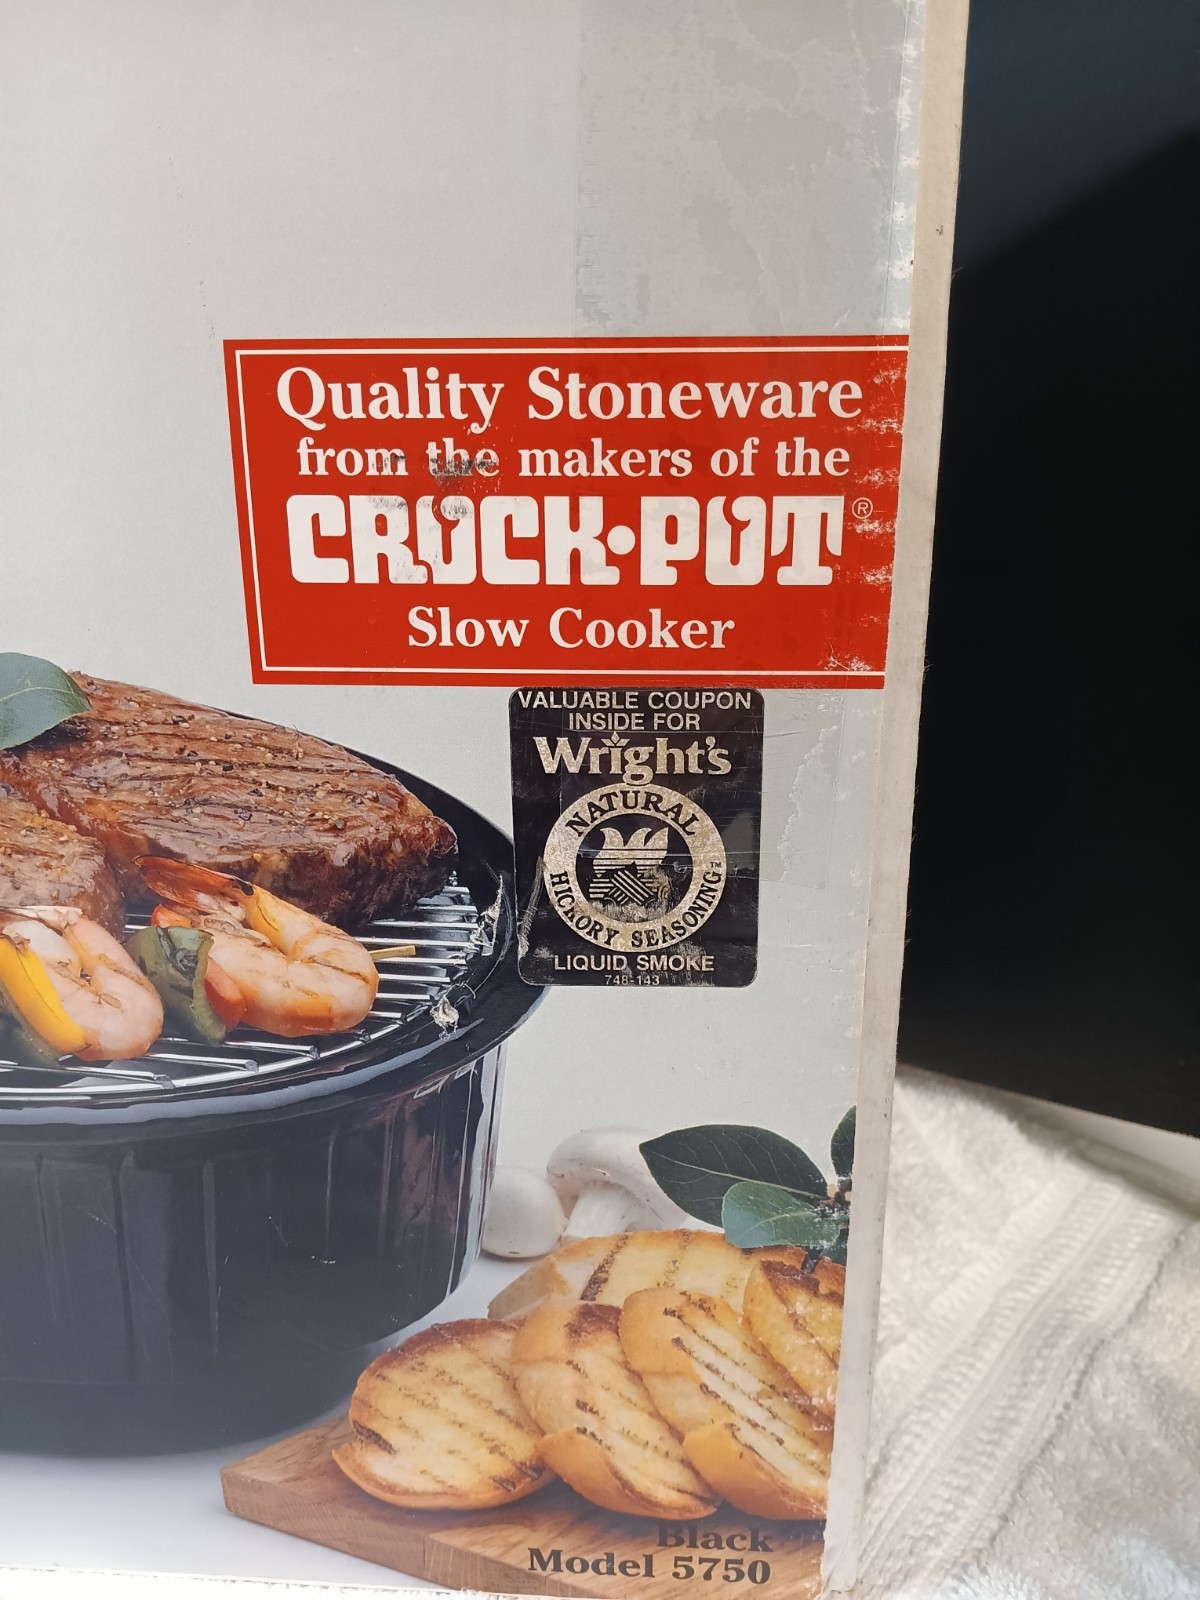 Quality Stoneware
from the makers of the
CROCK•POT®
Slow Cooker
VALUABLE COUPON
INSIDE FOR
Wright's
NATURAL
HICKORY SEASONING™
LIQUID SMOKE
748-143
Black
Model 5750